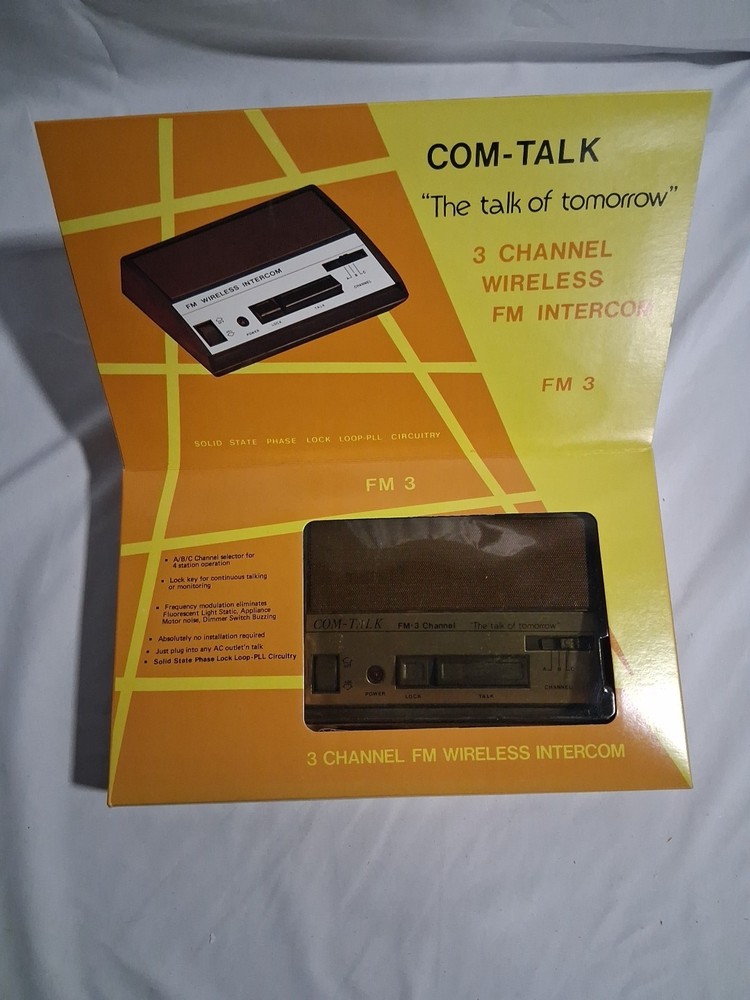 COM-TALK
"The talk of tomorrow"
3 CHANNEL
WIRELESS
FM INTERCOM
FM 3
FM WIRELESS INTERCOM
POWER
LOCK
TALK
CHANNEL
A B C
SOLID STATE PHASE LOCK LOOP-PLL CIRCUITRY
FM 3
• A/B/C Channel selector for
4 station operation
• Lock key for continuous talking
or monitoring
• Frequency modulation eliminates
Fluorescent Light Static, Appliance
Motor noise, Dimmer Switch Buzzing
• Absolutely no installation required
• Just plug into any AC outlet'n talk
• Solid State Phase Lock Loop-PLL Circuitry
COM-TALK FM-3 Channel "The talk of tomorrow"
A B C
POWER LOCK TALK CHANNEL
3 CHANNEL FM WIRELESS INTERCOM